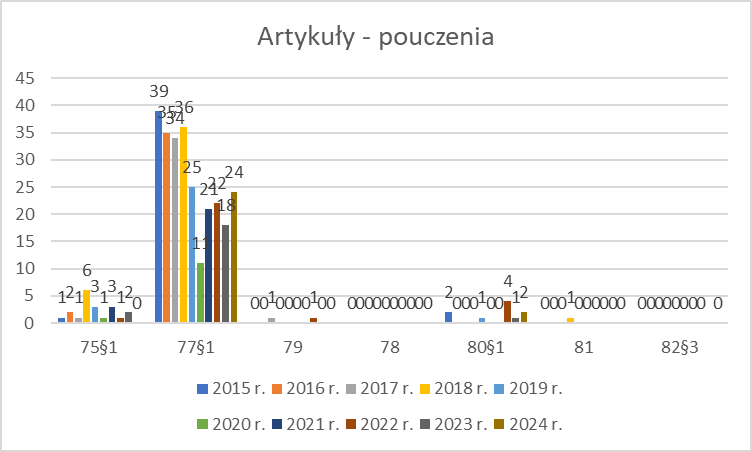 Artykuły - pouczenia
45
40
35
30
25
20
15
10
5
0
1 2 1 6 3 1 3 1 2 0
39 35 34 36 25 11 21 22 18 24
0 0 1 0 0 0 0 1 0 0
0 0 0 0 0 0 0 0 0 0
2 0 0 0 1 0 0 4 1 2
0 0 0 1 0 0 0 0 0 0
0 0 0 0 0 0 0 0 0
75§1 77§1 79 78 80§1 81 82§3
2015 r. 2016 r. 2017 r. 2018 r. 2019 r.
2020 r. 2021 r. 2022 r. 2023 r. 2024 r.